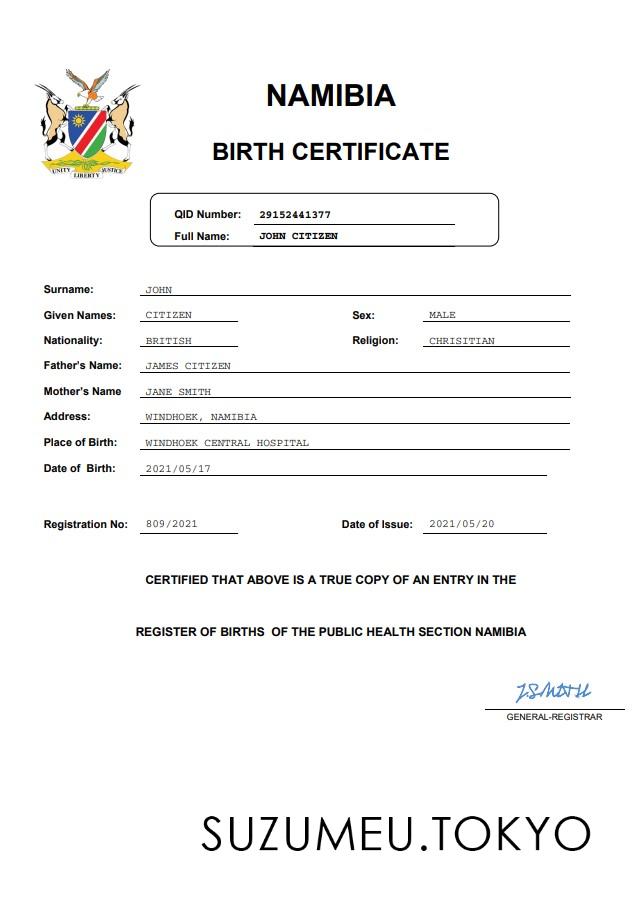 NAMIBIA
BIRTH CERTIFICATE
UNITY LIBERTY JUSTICE
QID Number: 29152441377
Full Name: JOHN CITIZEN
Surname: JOHN
Given Names: CITIZEN Sex: MALE
Nationality: BRITISH Religion: CHRISITIAN
Father's Name: JAMES CITIZEN
Mother's Name JANE SMITH
Address: WINDHOEK, NAMIBIA
Place of Birth: WINDHOEK CENTRAL HOSPITAL
Date of Birth: 2021/05/17
Registration No: 809/2021 Date of Issue: 2021/05/20
CERTIFIED THAT ABOVE IS A TRUE COPY OF AN ENTRY IN THE
REGISTER OF BIRTHS OF THE PUBLIC HEALTH SECTION NAMIBIA
J.SMITH
GENERAL-REGISTRAR
SUZUMEU.TOKYO